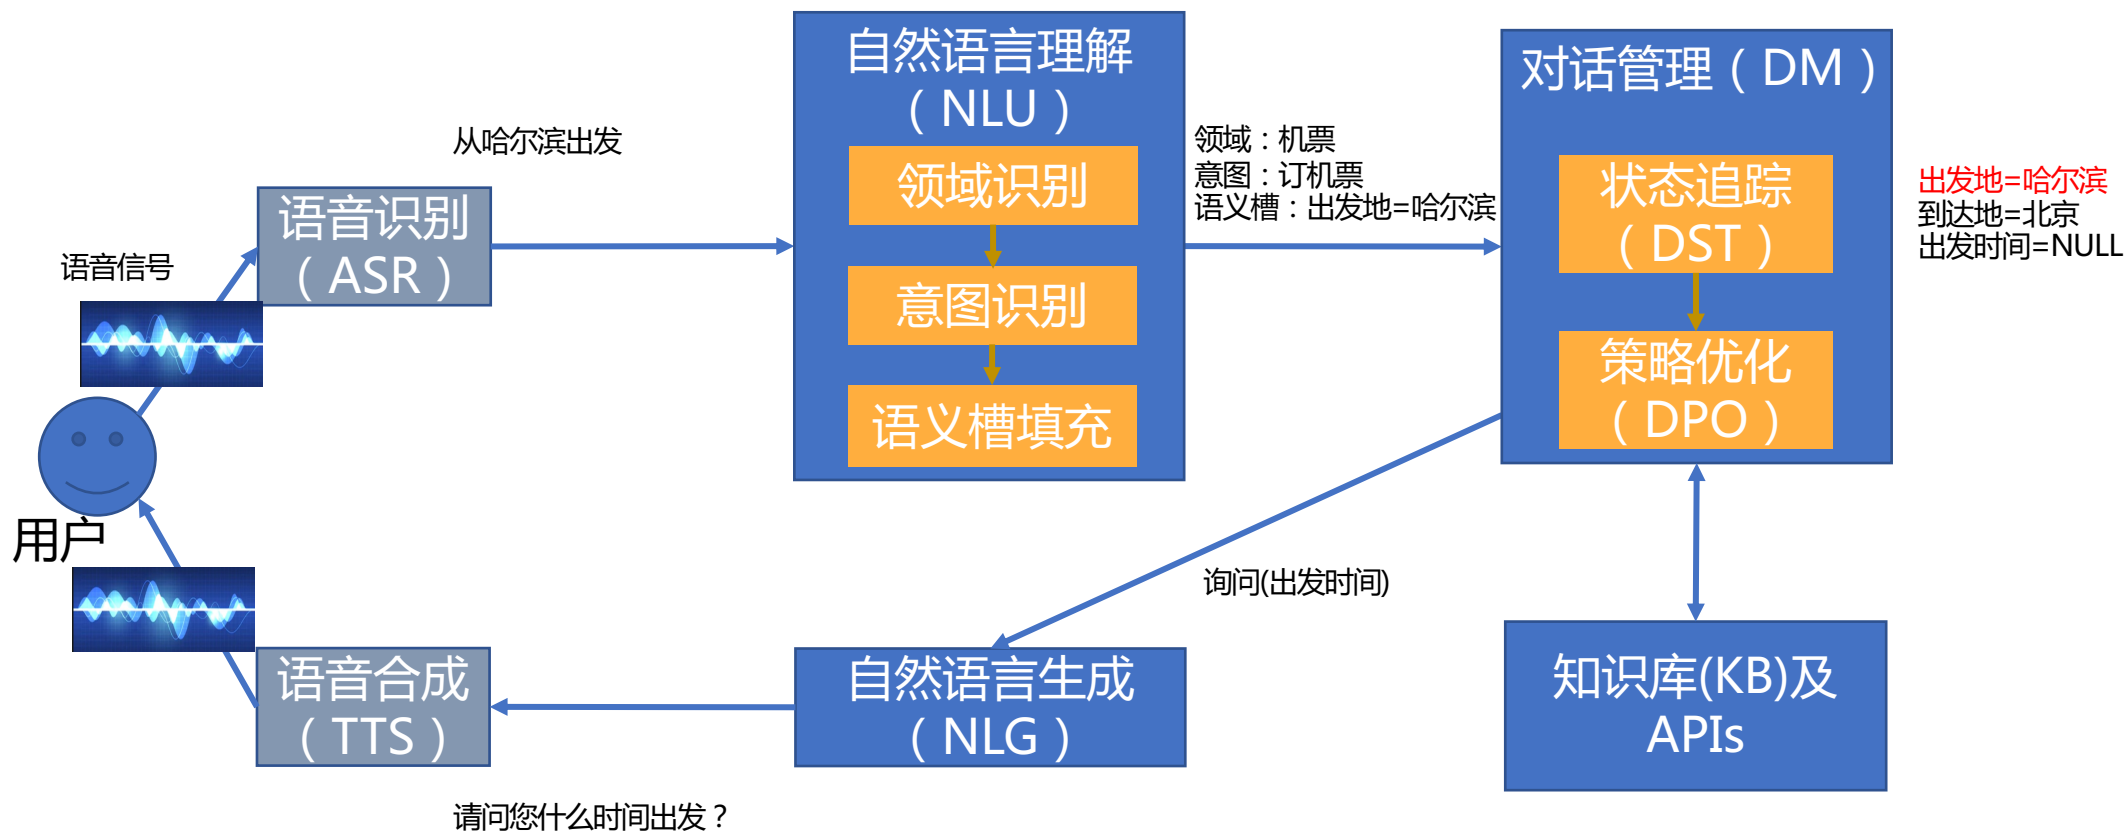 自然语言理解
（NLU）
领域识别
意图识别
语义槽填充
对话管理（DM）
状态追踪
（DST）
策略优化
（DPO）
从哈尔滨出发
领域：机票
意图：订机票
语义槽：出发地=哈尔滨
出发地=哈尔滨
到达地=北京
出发时间=NULL
语音识别
（ASR）
语音信号
用户
询问(出发时间)
语音合成
（TTS）
自然语言生成
（NLG）
知识库(KB)及
APIs
请问您什么时间出发？